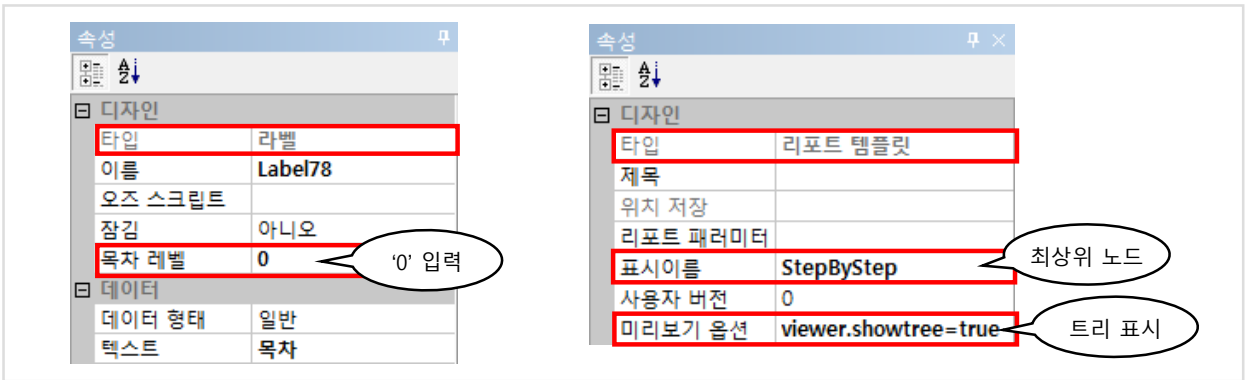 속성
디자인
타입 라벨
이름 Label78
오즈 스크립트
잠김 아니오
목차 레벨 0
'0' 입력
데이터
데이터 형태 일반
텍스트 목차
속성
디자인
타입 리포트 템플릿
제목
위치 저장
리포트 패러미터
표시이름 StepByStep
최상위 노드
사용자 버전 0
미리보기 옵션 viewer.showtree=true
트리 표시